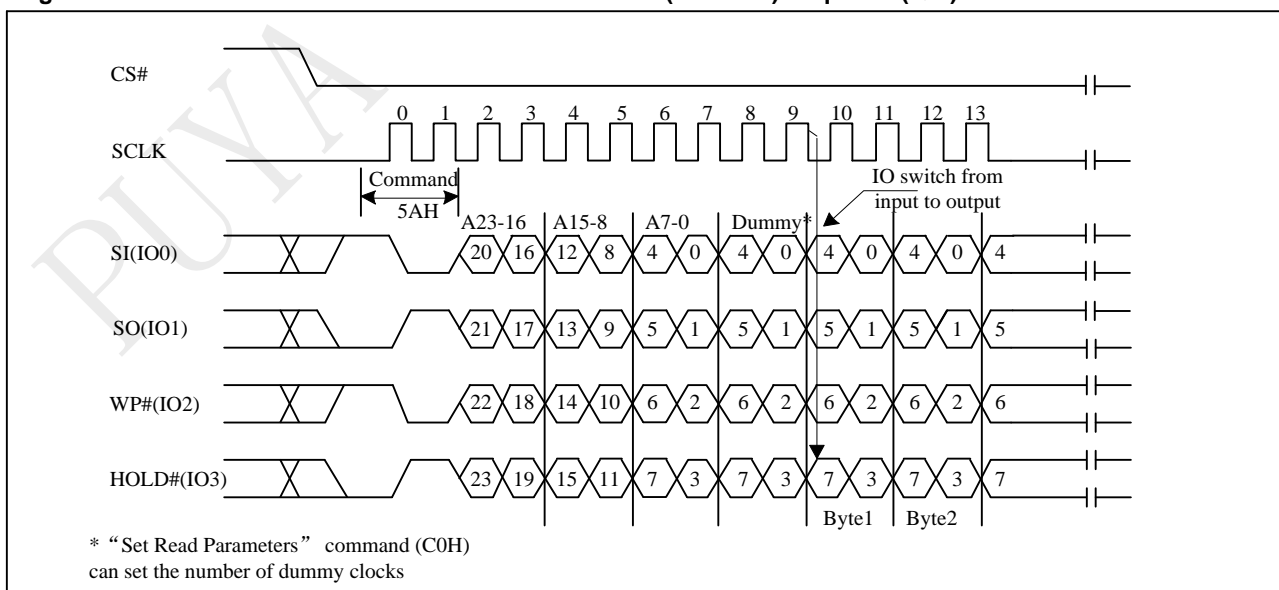 PUYA
CS#
0 1 2 3 4 5 6 7 8 9 10 11 12 13
SCLK
Command
5AH
IO switch from
input to output
A23-16 A15-8 A7-0 Dummy*
SI(IO0) 20 16 12 8 4 0 4 0 4 0 4 0 4
SO(IO1) 21 17 13 9 5 1 5 1 5 1 5 1 5
WP#(IO2) 22 18 14 10 6 2 6 2 6 2 6 2 6
HOLD#(IO3) 23 19 15 11 7 3 7 3 7 3 7 3 7
Byte1 Byte2
* “Set Read Parameters” command (C0H)
can set the number of dummy clocks